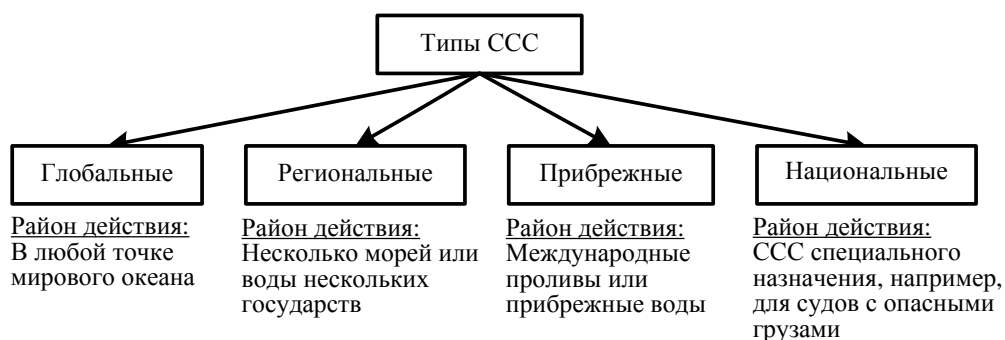 Типы ССС
Глобальные
Район действия:
В любой точке
мирового океана
Региональные
Район действия:
Несколько морей или
воды нескольких
государств
Прибрежные
Район действия:
Международные
проливы или
прибрежные воды
Национальные
Район действия:
ССС специального
назначения, например,
для судов с опасными
грузами